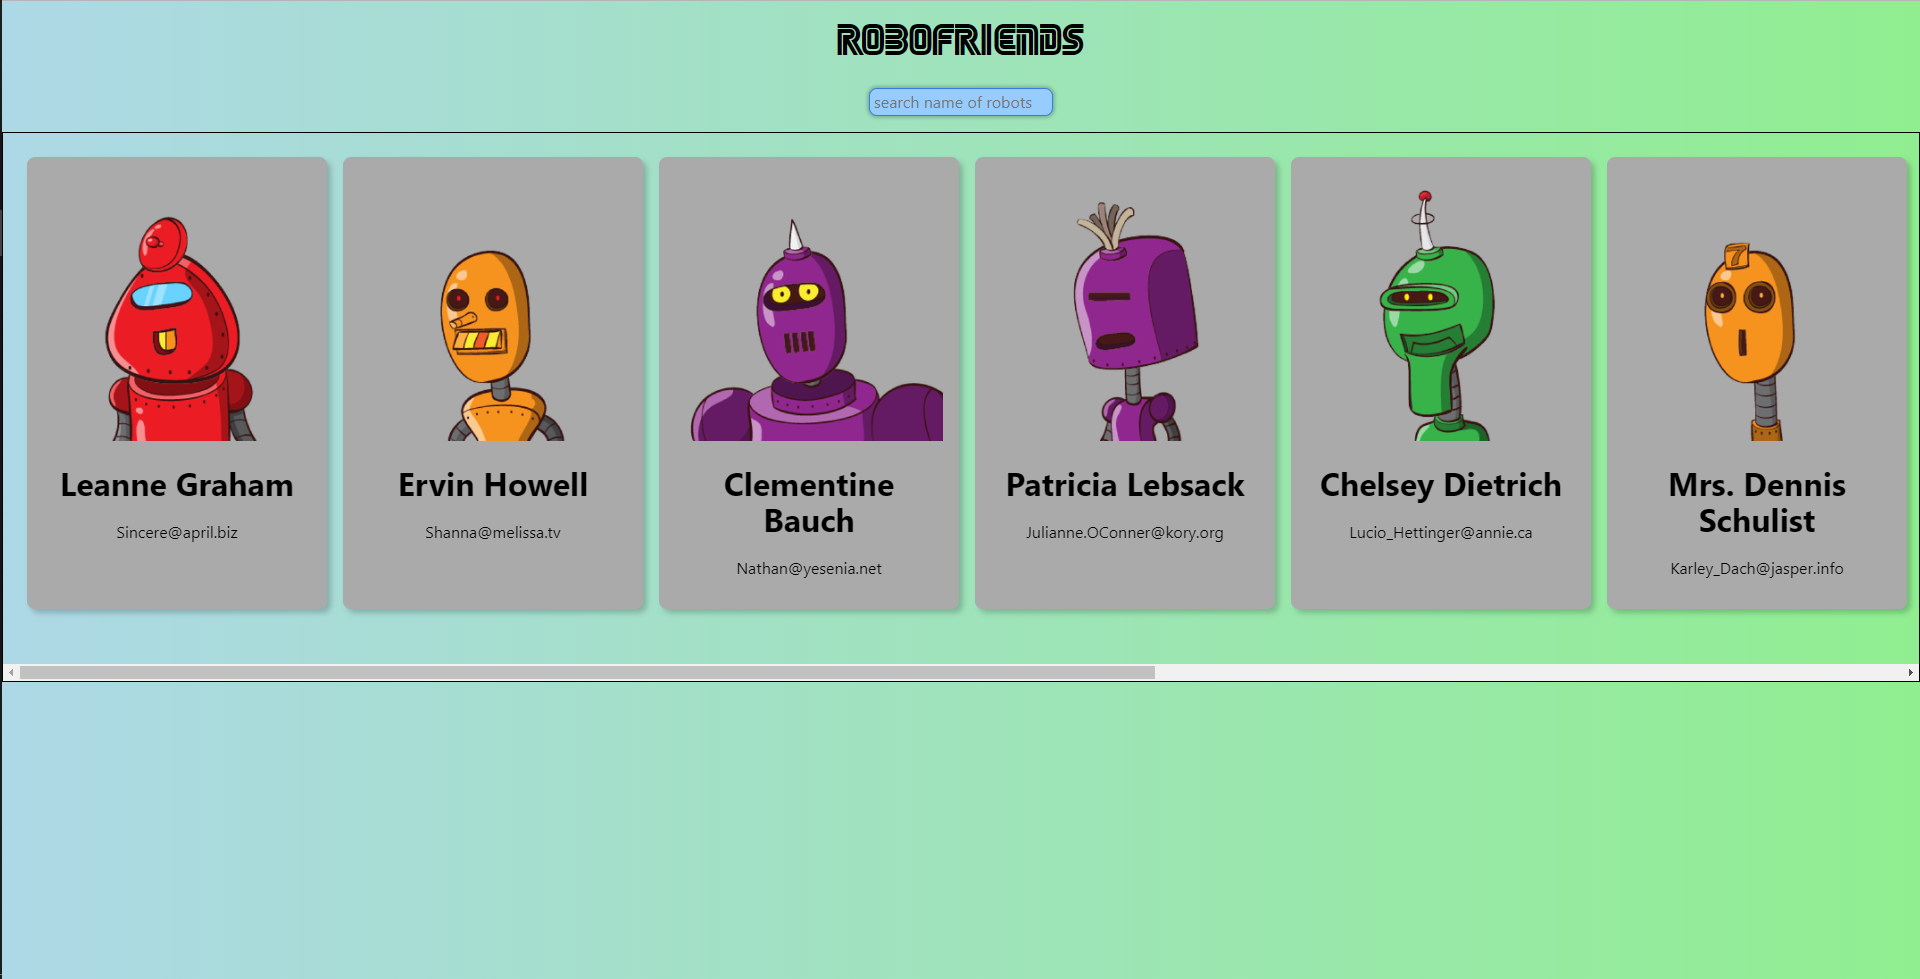 ROBOFRIENDS
search name of robots
7
Leanne Graham
Sincere@april.biz
Ervin Howell
Shanna@melissa.tv
Clementine
Bauch
Nathan@yesenia.net
Patricia Lebsack
Julianne.OConner@kory.org
Chelsey Dietrich
Lucio_Hettinger@annie.ca
Mrs. Dennis
Schulist
Karley_Dach@jasper.info